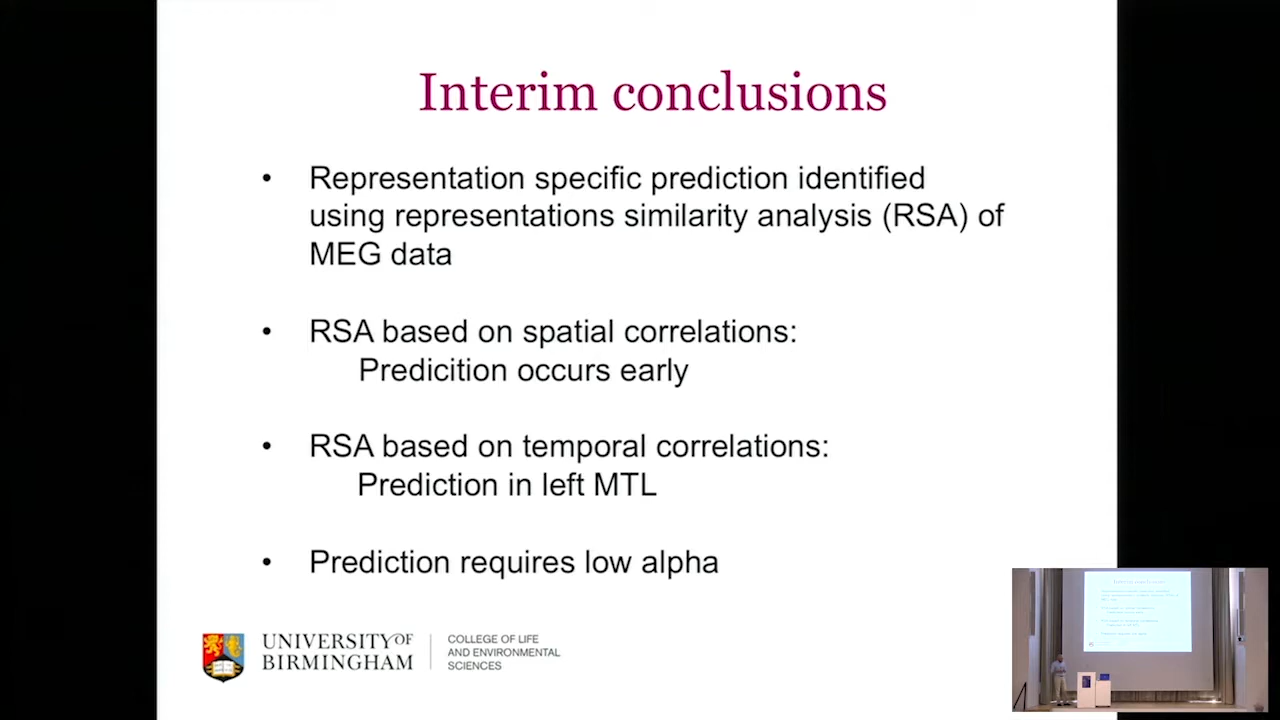 Interim conclusions
• Representation specific prediction identified
using representations similarity analysis (RSA) of
MEG data
• RSA based on spatial correlations:
Predicition occurs early
• RSA based on temporal correlations:
Prediction in left MTL
• Prediction requires low alpha
UNIVERSITYOF
BIRMINGHAM
COLLEGE OF LIFE
AND ENVIRONMENTAL
SCIENCES
Interim conclusions